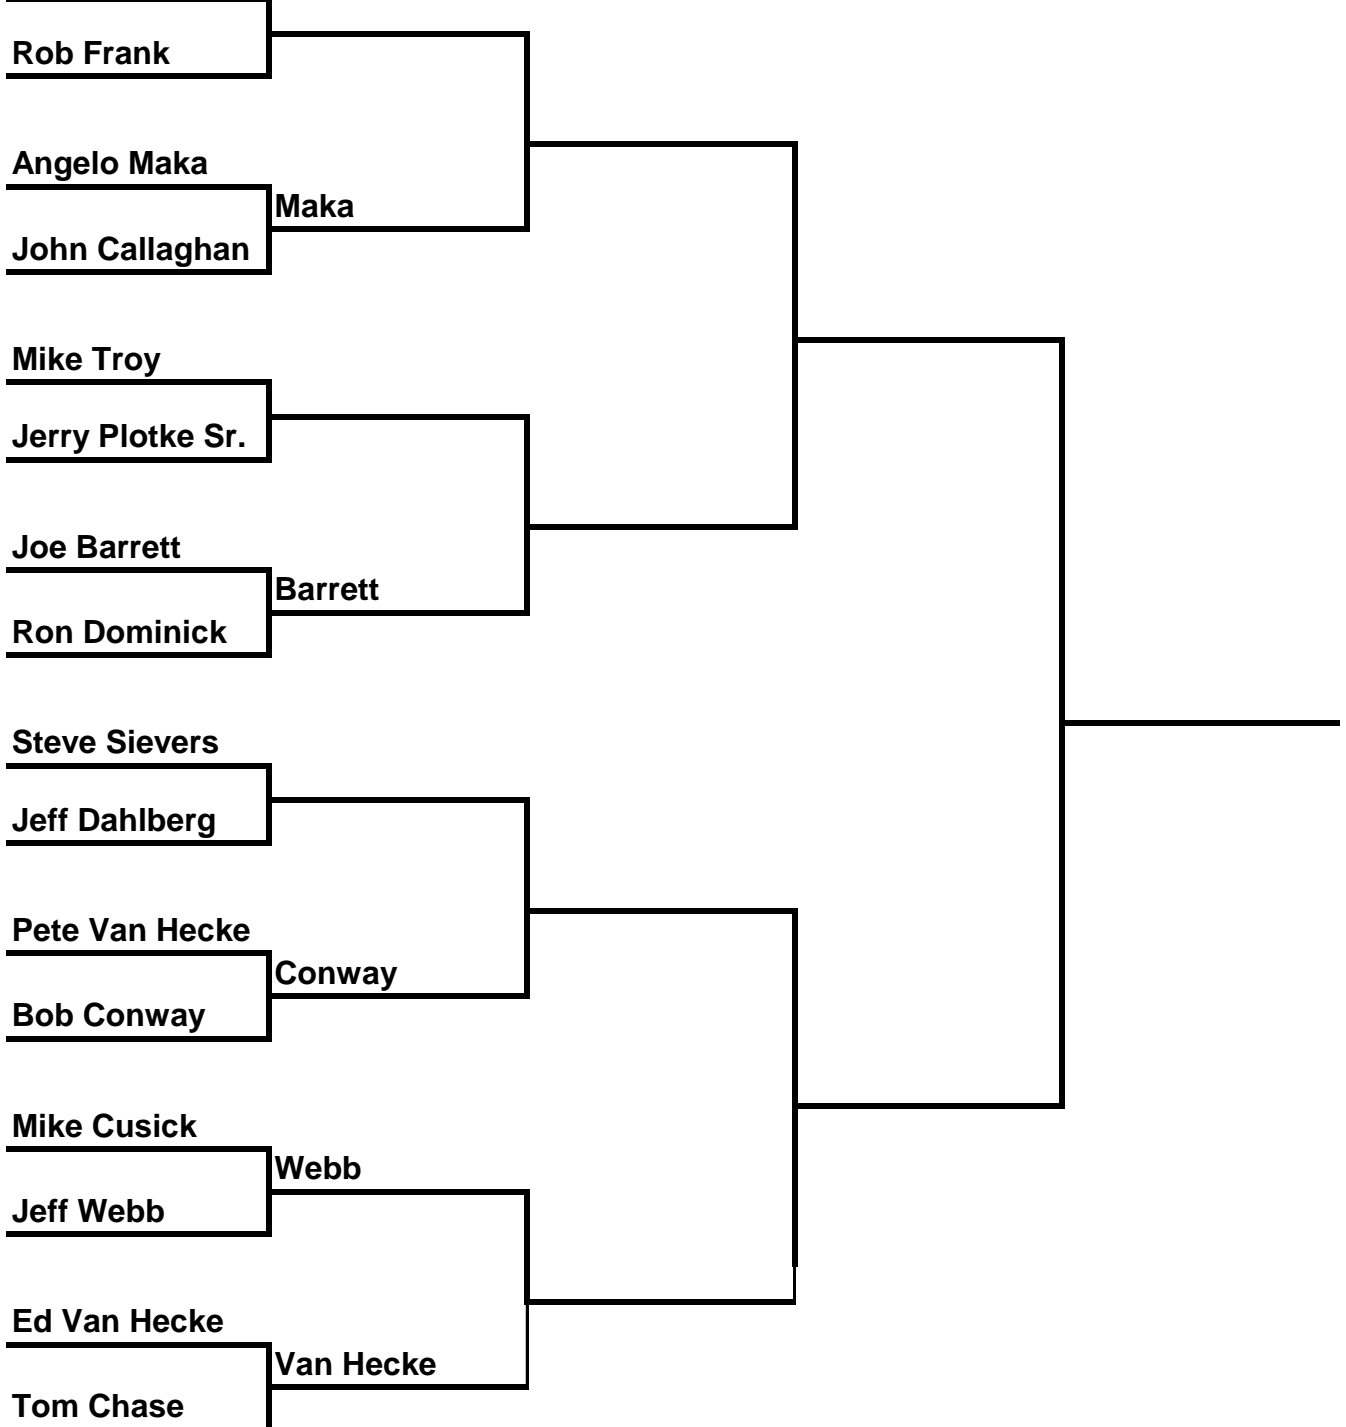 Rob Frank
Angelo Maka
Maka
John Callaghan
Mike Troy
Jerry Plotke Sr.
Joe Barrett
Barrett
Ron Dominick
Steve Sievers
Jeff Dahlberg
Pete Van Hecke
Conway
Bob Conway
Mike Cusick
Webb
Jeff Webb
Ed Van Hecke
Van Hecke
Tom Chase